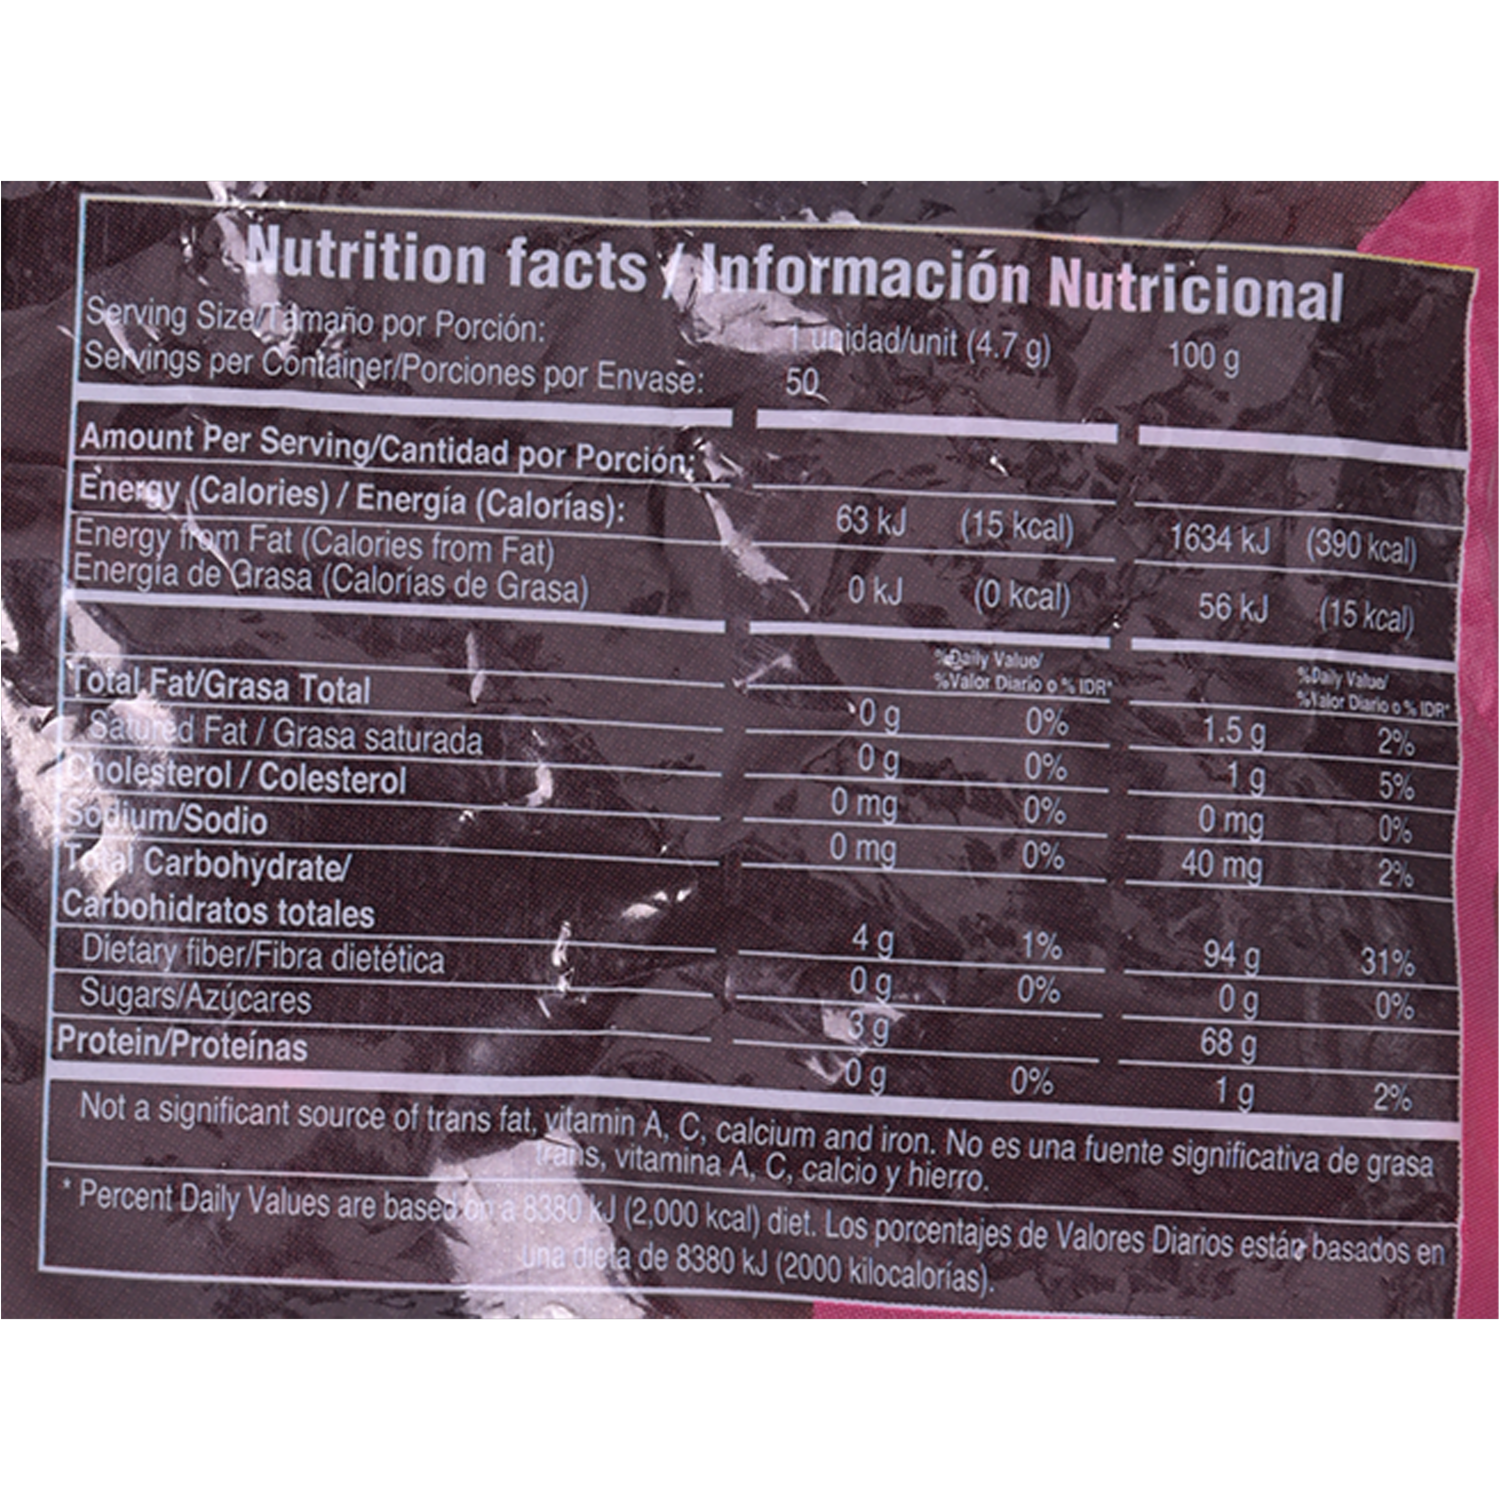 Nutrition facts / Información Nutricional
Serving Size/Tamaño por Porción: 1 unidad/unit (4.7 g) 100 g
Servings per Container/Porciones por Envase: 50
Amount Per Serving/Cantidad por Porción:
Energy (Calories) / Energía (Calorías): 63 kJ (15 kcal) 1634 kJ (390 kcal)
Energy from Fat (Calories from Fat)
Energía de Grasa (Calorías de Grasa) 0 kJ (0 kcal) 56 kJ (15 kcal)
%Daily Value/ %Daily Value/
%Valor Diario o % IDR* %Valor Diario o % IDR*
Total Fat/Grasa Total 0 g 0% 1.5 g 2%
Satured Fat / Grasa saturada 0 g 0% 1 g 5%
Cholesterol / Colesterol 0 mg 0% 0 mg 0%
Sodium/Sodio 0 mg 0% 40 mg 2%
Total Carbohydrate/
Carbohidratos totales 4 g 1% 94 g 31%
Dietary fiber/Fibra dietética 0 g 0% 0 g 0%
Sugars/Azúcares 3 g 68 g
Protein/Proteínas 0 g 0% 1 g 2%
Not a significant source of trans fat, vitamin A, C, calcium and iron. No es una fuente significativa de grasa
trans, vitamina A, C, calcio y hierro.
* Percent Daily Values are based on a 8380 kJ (2,000 kcal) diet. Los porcentajes de Valores Diarios están basados en
una dieta de 8380 kJ (2000 kilocalorías).